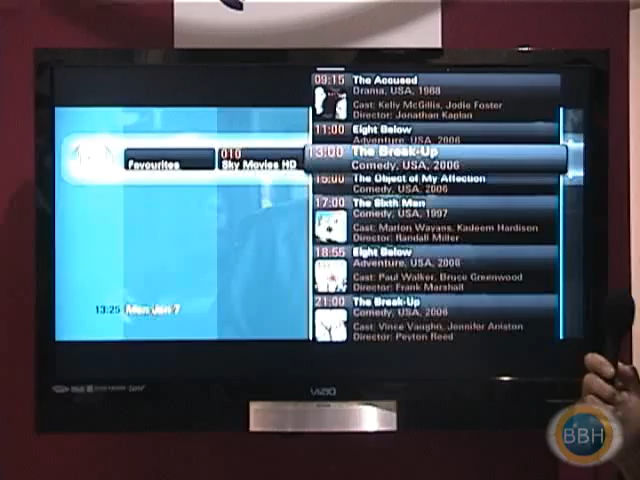 09:15 The Accused
Drama, USA, 1988
Cast: Kelly McGillis, Jodie Foster
Director: Jonathan Kaplan
11:00 Eight Below
Adventure, USA, 2006
Favourites
010
Sky Movies HD
13:00 The Break-Up
Comedy, USA, 2006
15:00 The Object of My Affection
Comedy, USA, 2006
17:00 The Sixth Man
Comedy, USA, 1997
Cast: Marlon Wayans, Kadeem Hardison
Director: Randall Miller
18:55 Eight Below
Adventure, USA, 2006
Cast: Paul Walker, Bruce Greenwood
Director: Frank Marshall
21:00 The Break-Up
Comedy, USA, 2006
Cast: Vince Vaughn, Jennifer Aniston
Director: Peyton Reed
13:25 Mon Jan 7
VIZIO
BBH